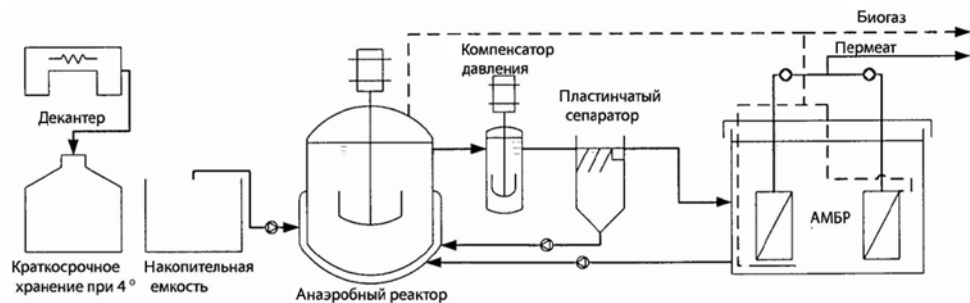 Биогаз
Пермеат
Компенсатор
давления
Пластинчатый
сепаратор
Декантер
АМБР
Краткосрочное
хранение при 4 °
Накопительная
емкость
Анаэробный реактор